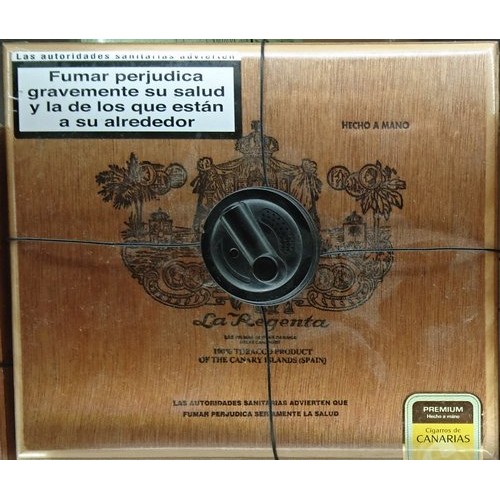 Las autoridades sanitarias advierten
Fumar perjudica
gravemente su salud
y la de los que están
a su alrededor
HECHO A MANO
La Regenta
100% TOBACCO PRODUCT
OF THE CANARY ISLANDS (SPAIN)
LAS AUTORIDADES SANITARIAS ADVIERTEN QUE
FUMAR PERJUDICA SERIAMENTE LA SALUD
PREMIUM
Hecho a mano
Cigarros de
CANARIAS